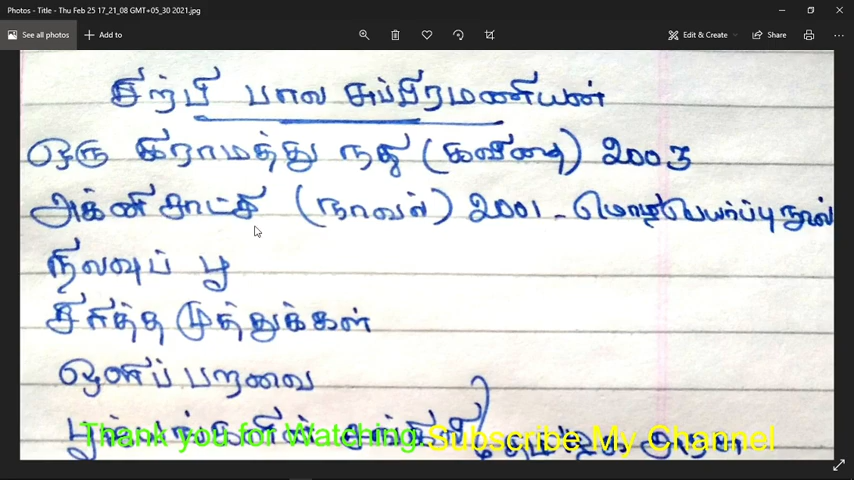 Photos - Title - Thu Feb 25 17_21_08 GMT+05_30 2021.jpg
See all photos
Add to
Edit & Create
Share
சிற்பி பால சுப்பிரமணியன்
ஒரு கிராமத்து நதி (கவிதை) 2003
அக்னிசாட்சி (நாவல்) 2001 - மொழிபெயர்ப்பு நூல்
நிலவுப் பூ
சிரித்த முத்துக்கள்
ஒளிப் பறவை
Thank you for Watching Subscribe My Channel